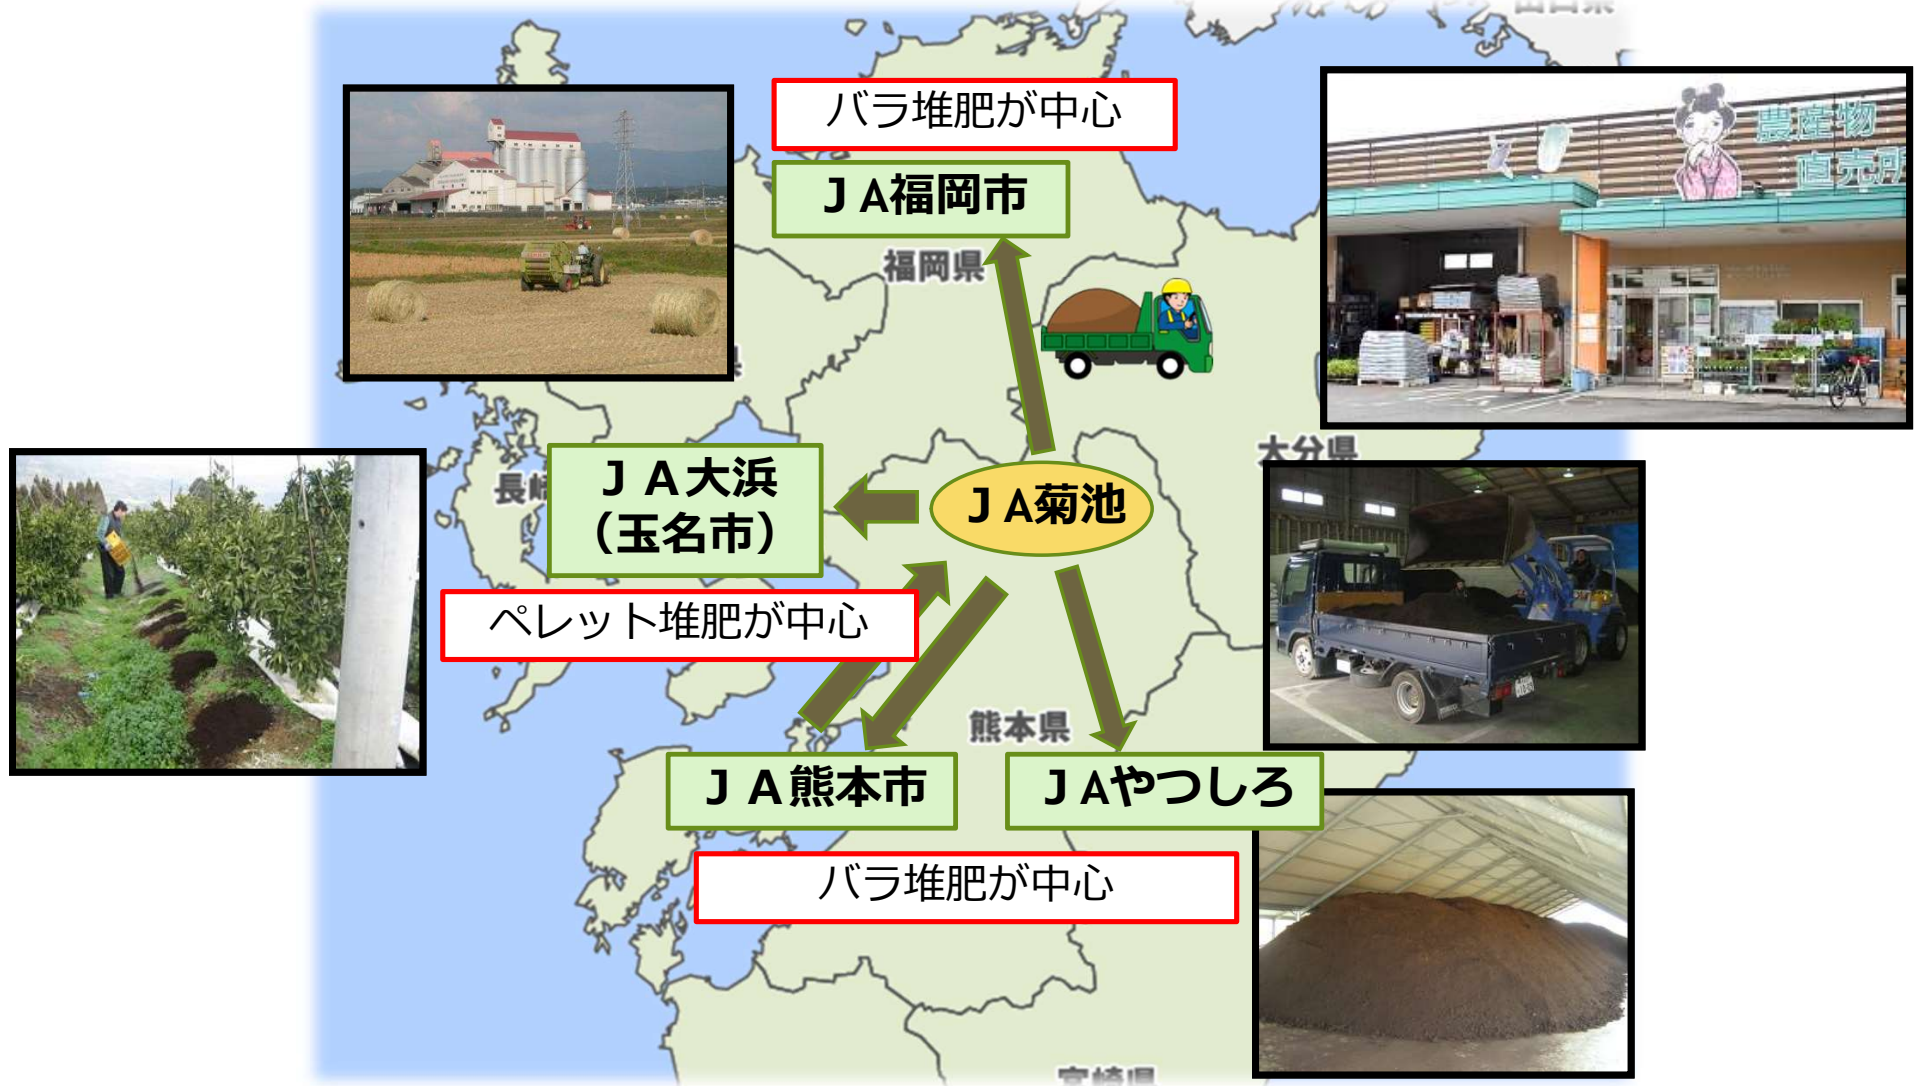 バラ堆肥が中心
ＪA福岡市
農産物
直売所
福岡県
大分県
ＪＡ大浜
（玉名市）
ＪA菊池
ペレット堆肥が中心
熊本県
ＪＡ熊本市
ＪAやつしろ
バラ堆肥が中心